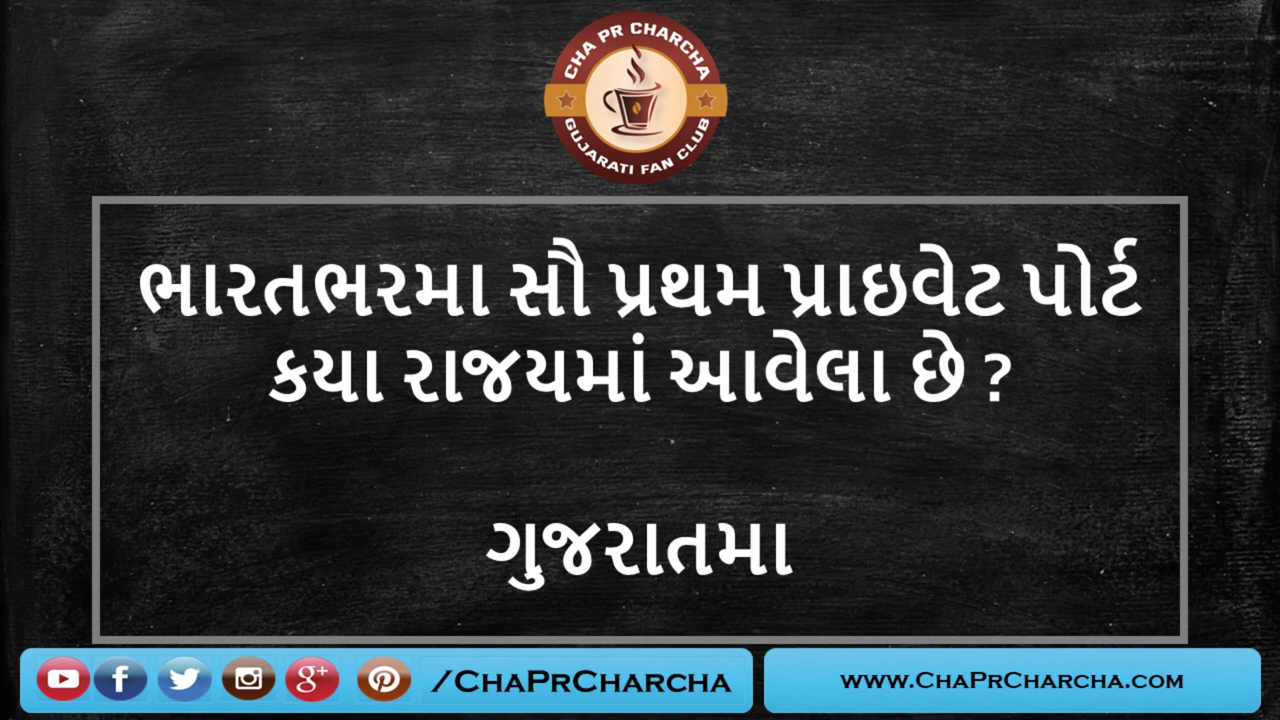 CHA PR CHARCHA
GUJARATI FAN CLUB
ભારતભરમા સૌ પ્રથમ પ્રાઇવેટ પોર્ટ
કયા રાજયમાં આવેલા છે ?
ગુજરાતમા
/CHAPRCHARCHA
WWW.CHAPRCHARCHA.COM